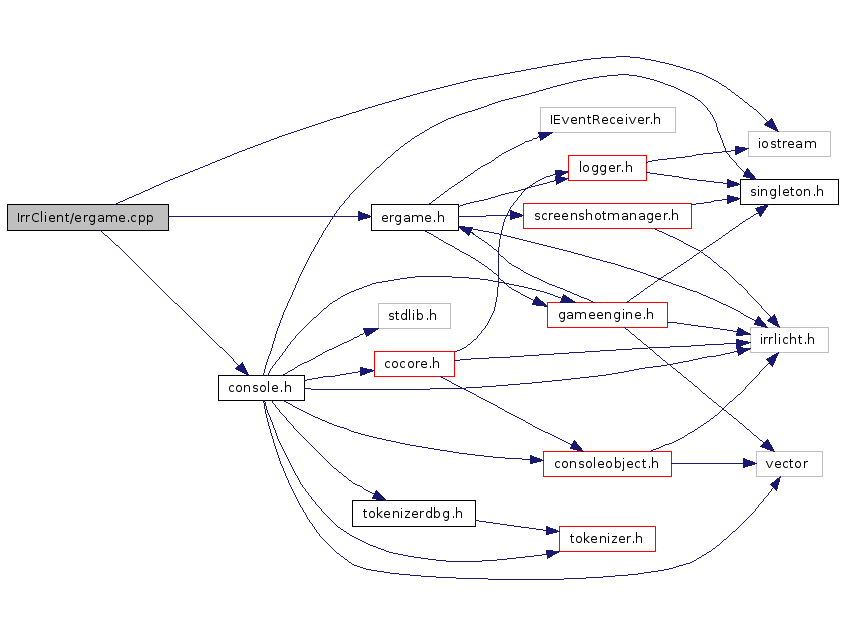 IEventReceiver.h
iostream
logger.h
singleton.h
IrrClient/ergame.cpp
ergame.h
screenshotmanager.h
stdlib.h
gameengine.h
irrlicht.h
cocore.h
console.h
consoleobject.h
vector
tokenizerdbg.h
tokenizer.h